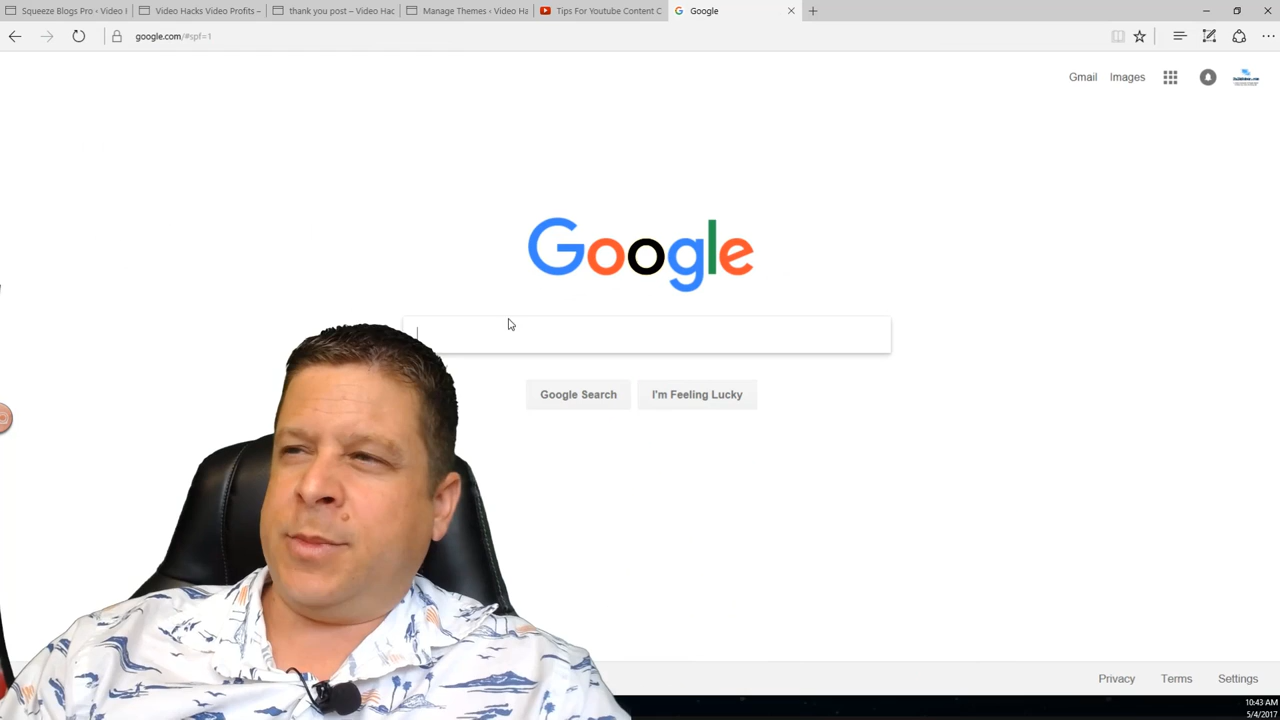 Squeeze Blogs Pro ‹ Video I
Video Hacks Video Profits –
thank you post – Video Hac
Manage Themes ‹ Video Ha
Tips For Youtube Content C
Google
google.com/#spf=1
Gmail
Images
Google
Google Search
I'm Feeling Lucky
Privacy
Terms
Settings
10:43 AM
5/4/2017